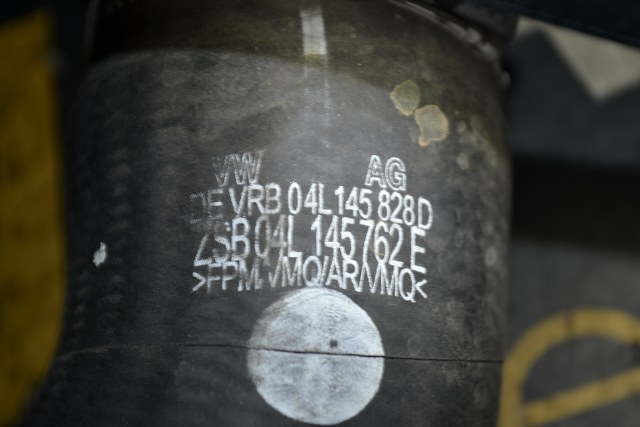 VW AG
DE VRB 04L 145 828 D
ZSB 04L 145 762 E
>FPM/VMQ/AR/VMQ<